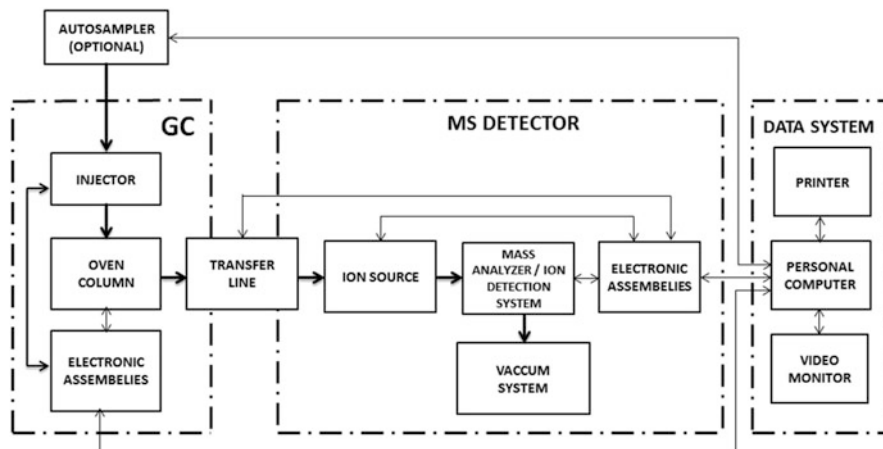 AUTOSAMPLER
(OPTIONAL)
GC
MS DETECTOR
DATA SYSTEM
INJECTOR
PRINTER
OVEN
COLUMN
TRANSFER
LINE
ION SOURCE
MASS
ANALYZER / ION
DETECTION
SYSTEM
ELECTRONIC
ASSEMBELIES
PERSONAL
COMPUTER
ELECTRONIC
ASSEMBELIES
VACCUM
SYSTEM
VIDEO
MONITOR